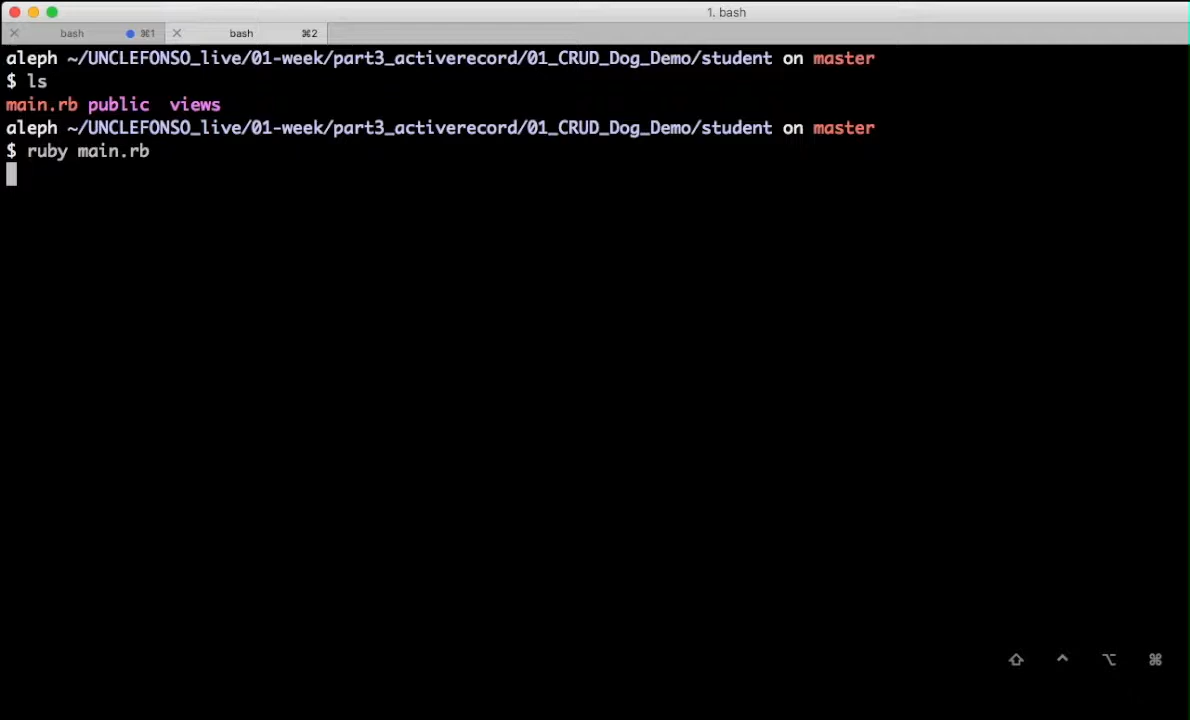 1. bash
bash ⌘1 bash ⌘2
aleph ~/UNCLEFONSO_live/01-week/part3_activerecord/01_CRUD_Dog_Demo/student on master
$ ls
main.rb public views
aleph ~/UNCLEFONSO_live/01-week/part3_activerecord/01_CRUD_Dog_Demo/student on master
$ ruby main.rb